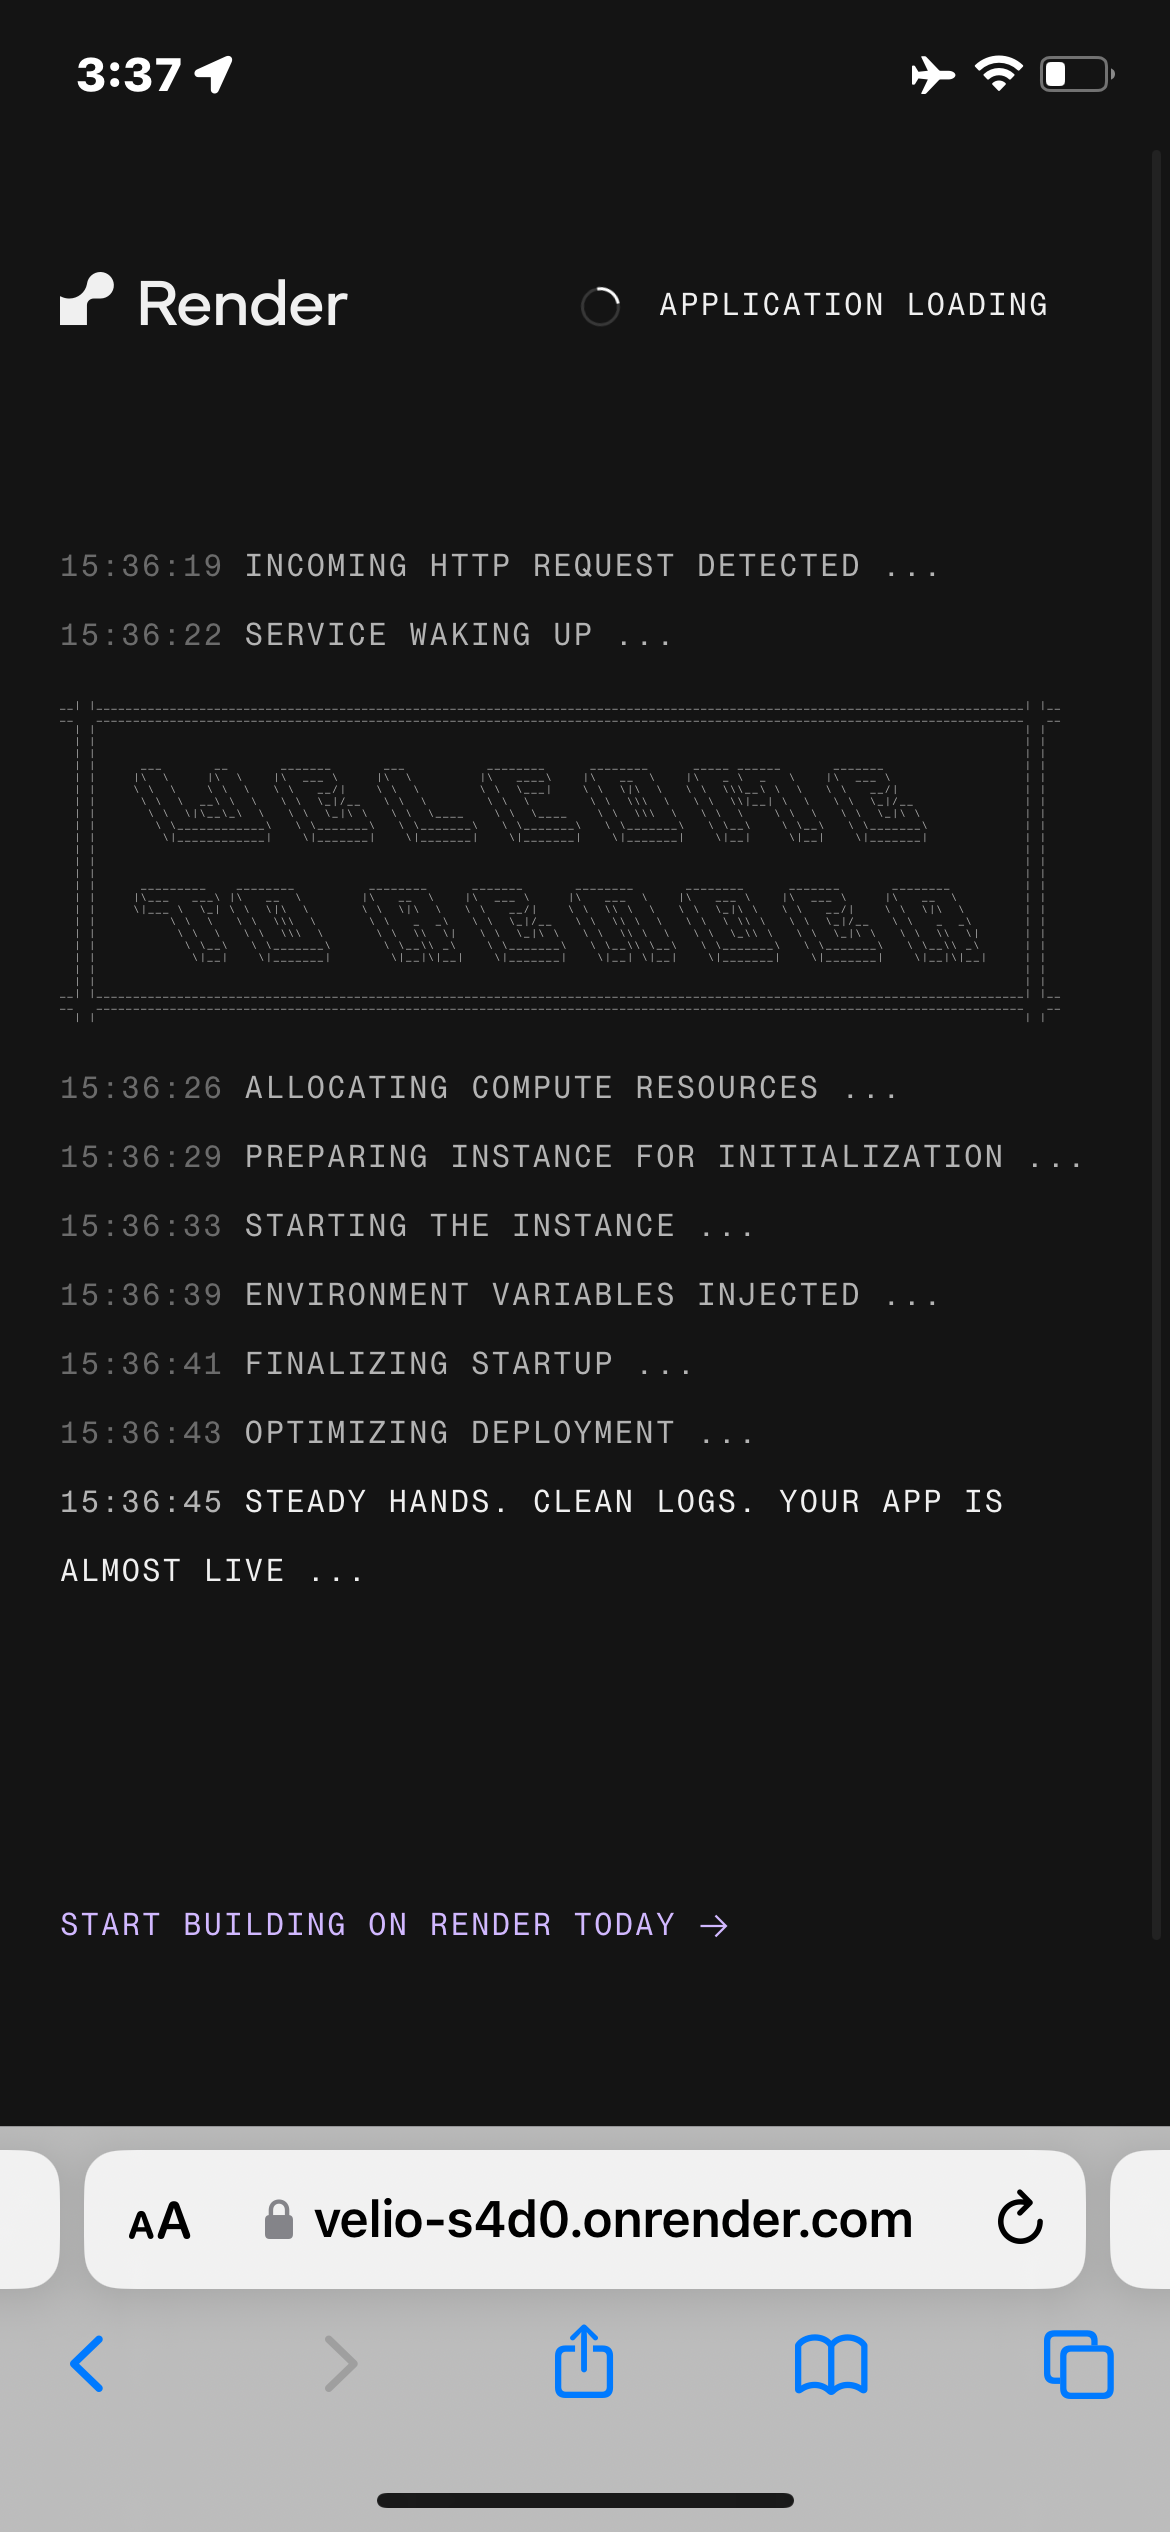 3:37
Render
APPLICATION LOADING
15:36:19 INCOMING HTTP REQUEST DETECTED ...
15:36:22 SERVICE WAKING UP ...
WELCOME
TO RENDER
15:36:26 ALLOCATING COMPUTE RESOURCES ...
15:36:29 PREPARING INSTANCE FOR INITIALIZATION ...
15:36:33 STARTING THE INSTANCE ...
15:36:39 ENVIRONMENT VARIABLES INJECTED ...
15:36:41 FINALIZING STARTUP ...
15:36:43 OPTIMIZING DEPLOYMENT ...
15:36:45 STEADY HANDS. CLEAN LOGS. YOUR APP IS
ALMOST LIVE ...
START BUILDING ON RENDER TODAY →
AA velio-s4d0.onrender.com